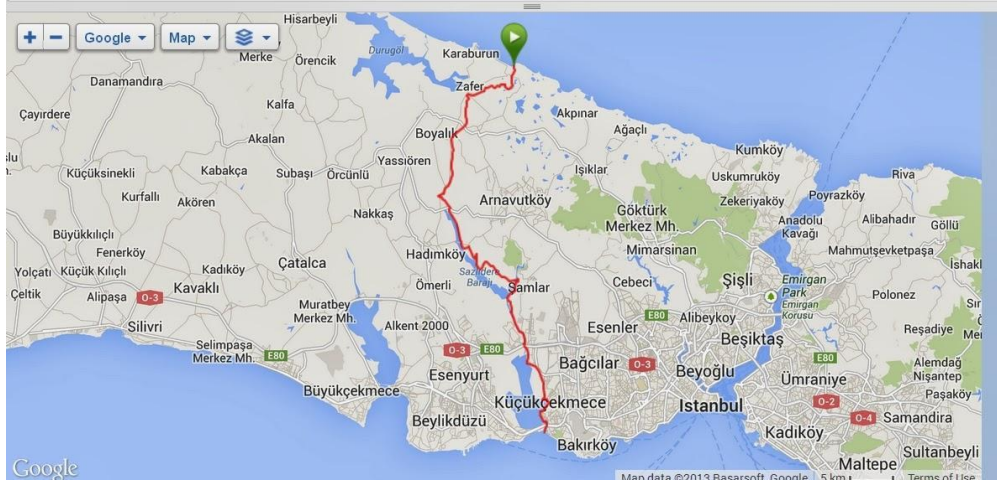 Hisarbeyli
+
−
Google
Map
Durugöl
Karaburun
Merke
Örencik
Danamandıra
Zafer
Kalfa
Akpınar
Çayırdere
Ağaçlı
Akalan
Boyalık
Kumköy
Yassıören
Işıklar
Riva
Küçüksinekli
Kabakça
Subaşı
Örcünlü
Uskumruköy
Kurfallı
Akören
Arnavutköy
Zekeriyaköy
Poyrazköy
Nakkaş
Göktürk
Merkez Mh.
Anadolu
Kavağı
Alibahadır
Göllü
Büyükkılıçlı
Fenerköy
Hadımköy
Mimarsinan
Mahmutşevketpaşa
Yolçatı
Küçük Kılıçlı
Kadıköy
Çatalca
Sazlıdere
Barajı
Cebeci
Şişli
Emirgan
Park
Emirgan
Korusu
Çeltik
Alipaşa
O-3
Kavaklı
Ömerli
Şamlar
Polonez
Muratbey
Merkez Mh.
Alkent 2000
E80
Alibeykoy
Esenler
Silivri
Beşiktaş
Reşadiye
Selimpaşa
Merkez Mh.
E80
O-3
E80
Bağcılar
O-3
Beyoğlu
E80
Alemdağ
Nişantep
Esenyurt
Ümraniye
Paşaköy
Büyükçekmece
Küçükçekmece
Istanbul
O-2
O-4
Samandıra
Beylikdüzü
Kadıköy
Bakırköy
Sultanbeyli
Maltepe
Google
Map data ©2013 Basarsoft, Google
5 km
Terms of Use